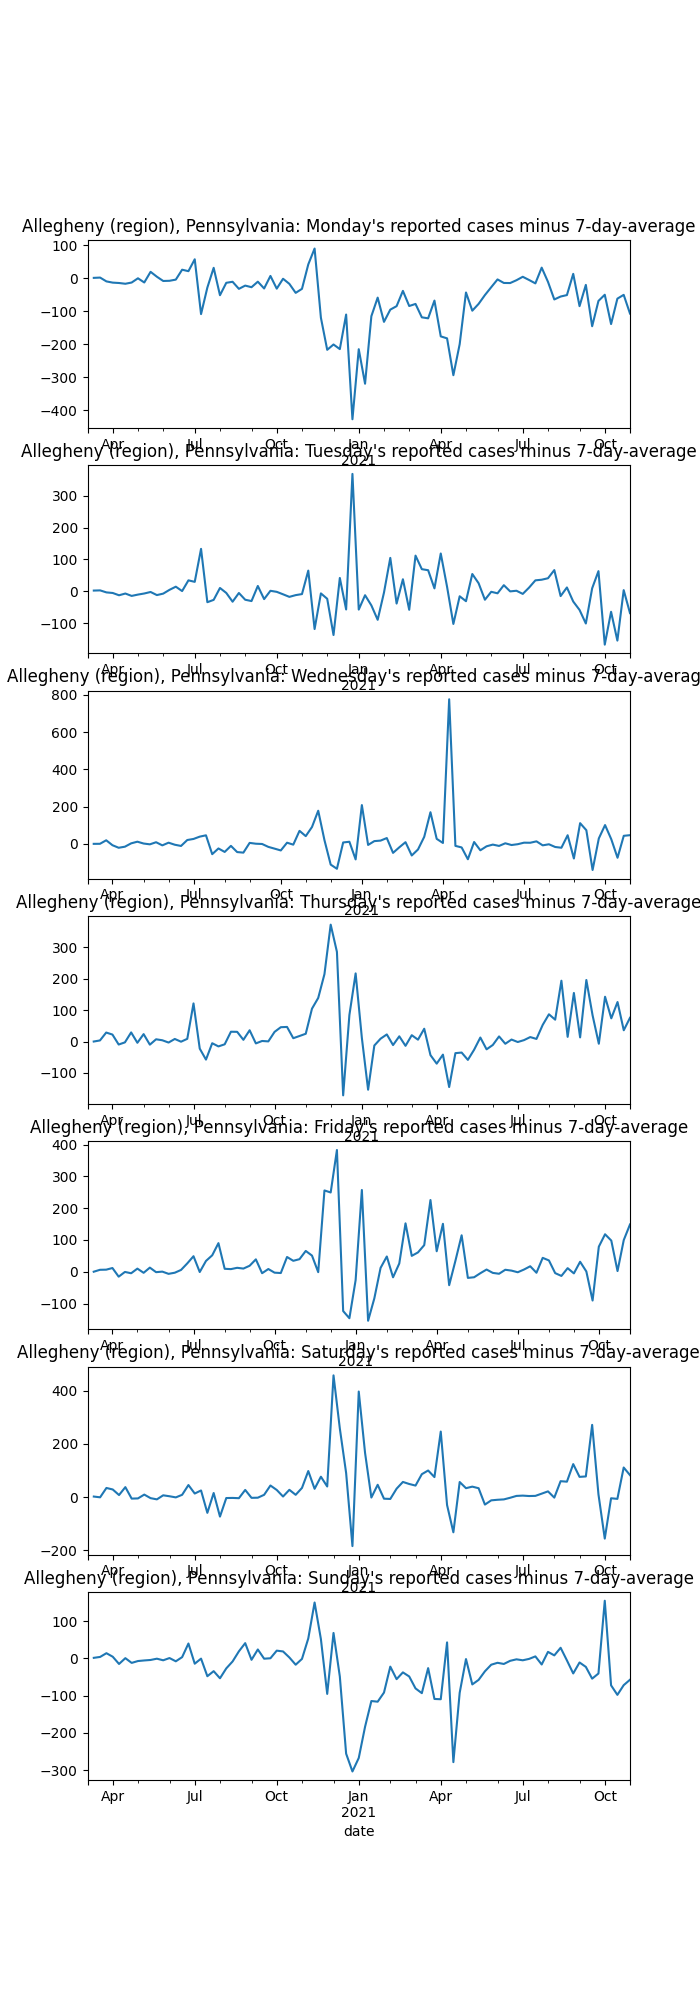 Allegheny (region), Pennsylvania: Monday's reported cases minus 7-day-average
100
0
−100
−200
−300
−400
Apr Jul Oct Jan Apr Jul Oct
2021
Allegheny (region), Pennsylvania: Tuesday's reported cases minus 7-day-average
300
200
100
0
−100
Apr Jul Oct Jan Apr Jul Oct
2021
Allegheny (region), Pennsylvania: Wednesday's reported cases minus 7-day-averag
800
600
400
200
0
Apr Jul Oct Jan Apr Jul Oct
2021
Allegheny (region), Pennsylvania: Thursday's reported cases minus 7-day-average
300
200
100
0
−100
Apr Jul Oct Jan Apr Jul Oct
2021
Allegheny (region), Pennsylvania: Friday's reported cases minus 7-day-average
400
300
200
100
0
−100
Apr Jul Oct Jan Apr Jul Oct
2021
Allegheny (region), Pennsylvania: Saturday's reported cases minus 7-day-average
400
200
0
−200
Apr Jul Oct Jan Apr Jul Oct
2021
Allegheny (region), Pennsylvania: Sunday's reported cases minus 7-day-average
100
0
−100
−200
−300
Apr Jul Oct Jan Apr Jul Oct
2021
date